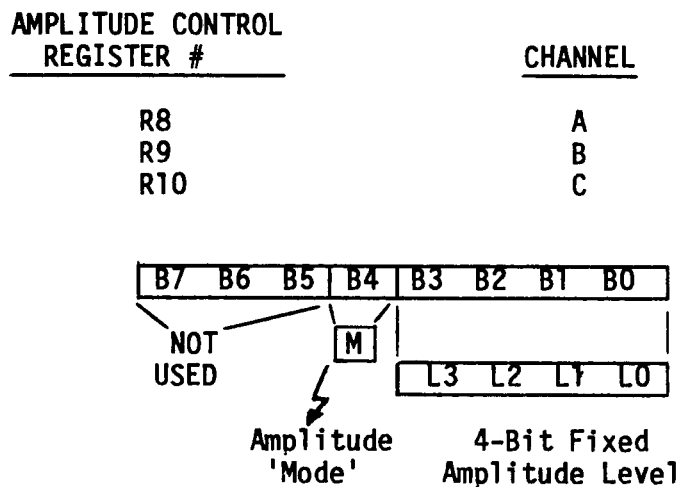 AMPLITUDE CONTROL
REGISTER # CHANNEL
R8 A
R9 B
R10 C
B7 B6 B5 B4 B3 B2 B1 B0
NOT M
USED L3 L2 L1 L0
Amplitude 4-Bit Fixed
'Mode' Amplitude Level